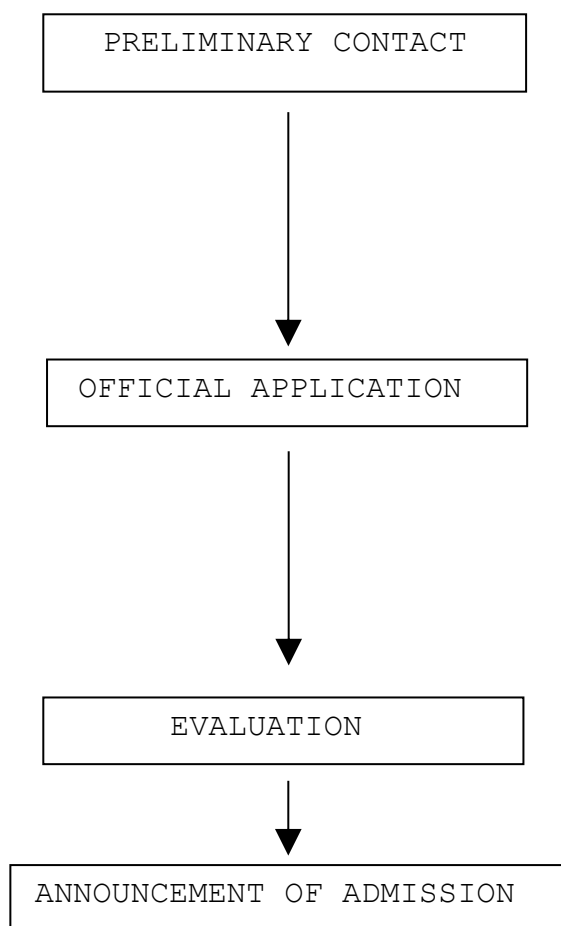 PRELIMINARY CONTACT
OFFICIAL APPLICATION
EVALUATION
ANNOUNCEMENT OF ADMISSION